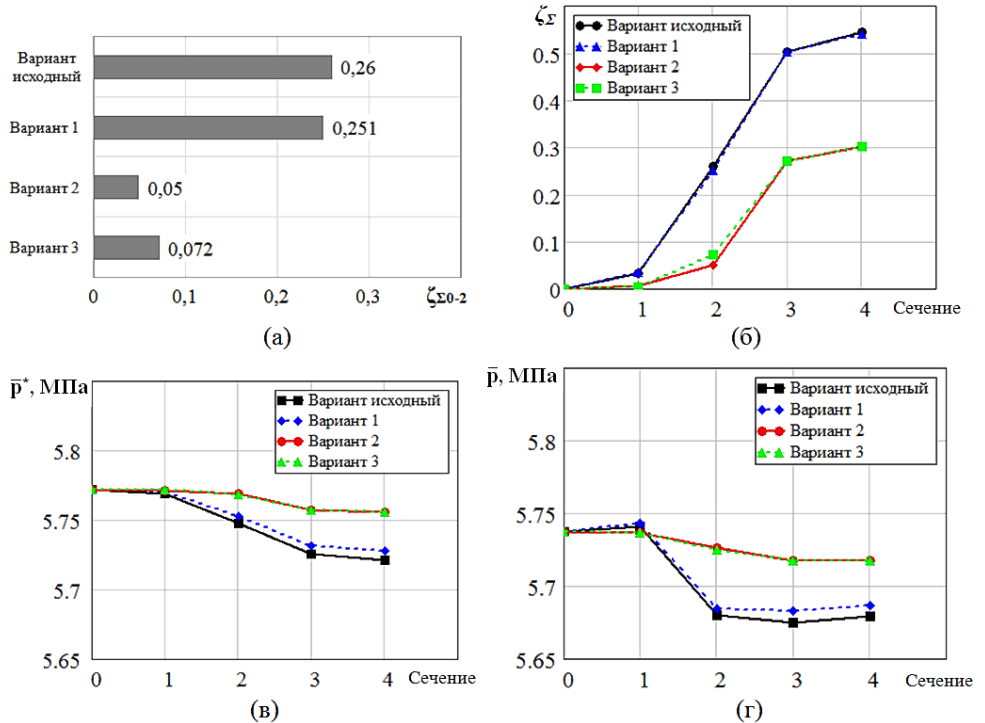 Вариант
исходный
0,26
Вариант 1
0,251
Вариант 2
0,05
Вариант 3
0,072
0
0,1
0,2
0,3
ζΣ0-2
(а)
ζΣ
Вариант исходный
Вариант 1
Вариант 2
Вариант 3
0.5
0.4
0.3
0.2
0.1
0
0
1
2
3
4
Сечение
(б)
p̅*, МПа
Вариант исходный
Вариант 1
Вариант 2
Вариант 3
5.8
5.75
5.7
5.65
0
1
2
3
4
Сечение
(в)
p̅, МПа
Вариант исходный
Вариант 1
Вариант 2
Вариант 3
5.8
5.75
5.7
5.65
0
1
2
3
4
Сечение
(г)